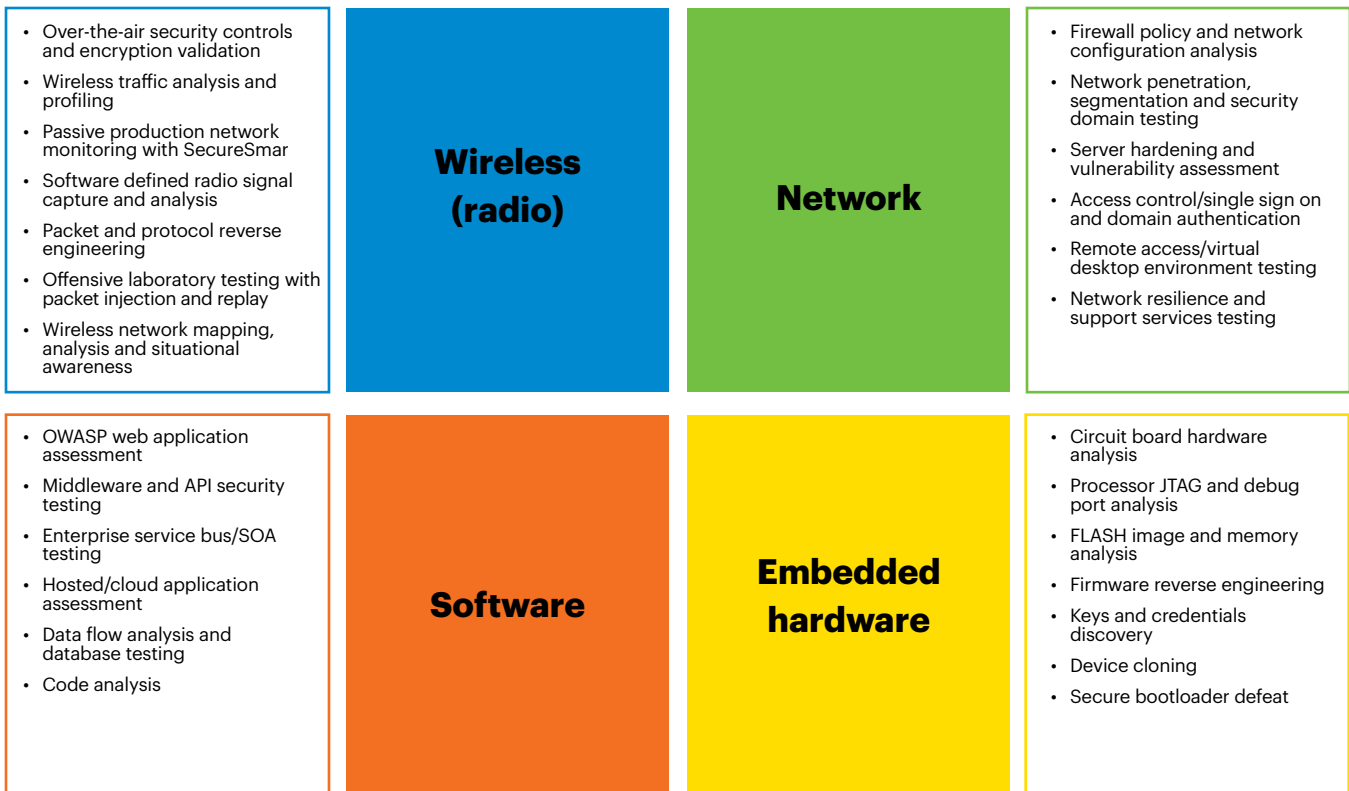 • Over-the-air security controls
and encryption validation
• Wireless traffic analysis and
profiling
• Passive production network
monitoring with SecureSmar
• Software defined radio signal
capture and analysis
• Packet and protocol reverse
engineering
• Offensive laboratory testing with
packet injection and replay
• Wireless network mapping,
analysis and situational
awareness
Wireless
(radio)
Network
• Firewall policy and network
configuration analysis
• Network penetration,
segmentation and security
domain testing
• Server hardening and
vulnerability assessment
• Access control/single sign on
and domain authentication
• Remote access/virtual
desktop environment testing
• Network resilience and
support services testing
• OWASP web application
assessment
• Middleware and API security
testing
• Enterprise service bus/SOA
testing
• Hosted/cloud application
assessment
• Data flow analysis and
database testing
• Code analysis
Software
Embedded
hardware
• Circuit board hardware
analysis
• Processor JTAG and debug
port analysis
• FLASH image and memory
analysis
• Firmware reverse engineering
• Keys and credentials
discovery
• Device cloning
• Secure bootloader defeat